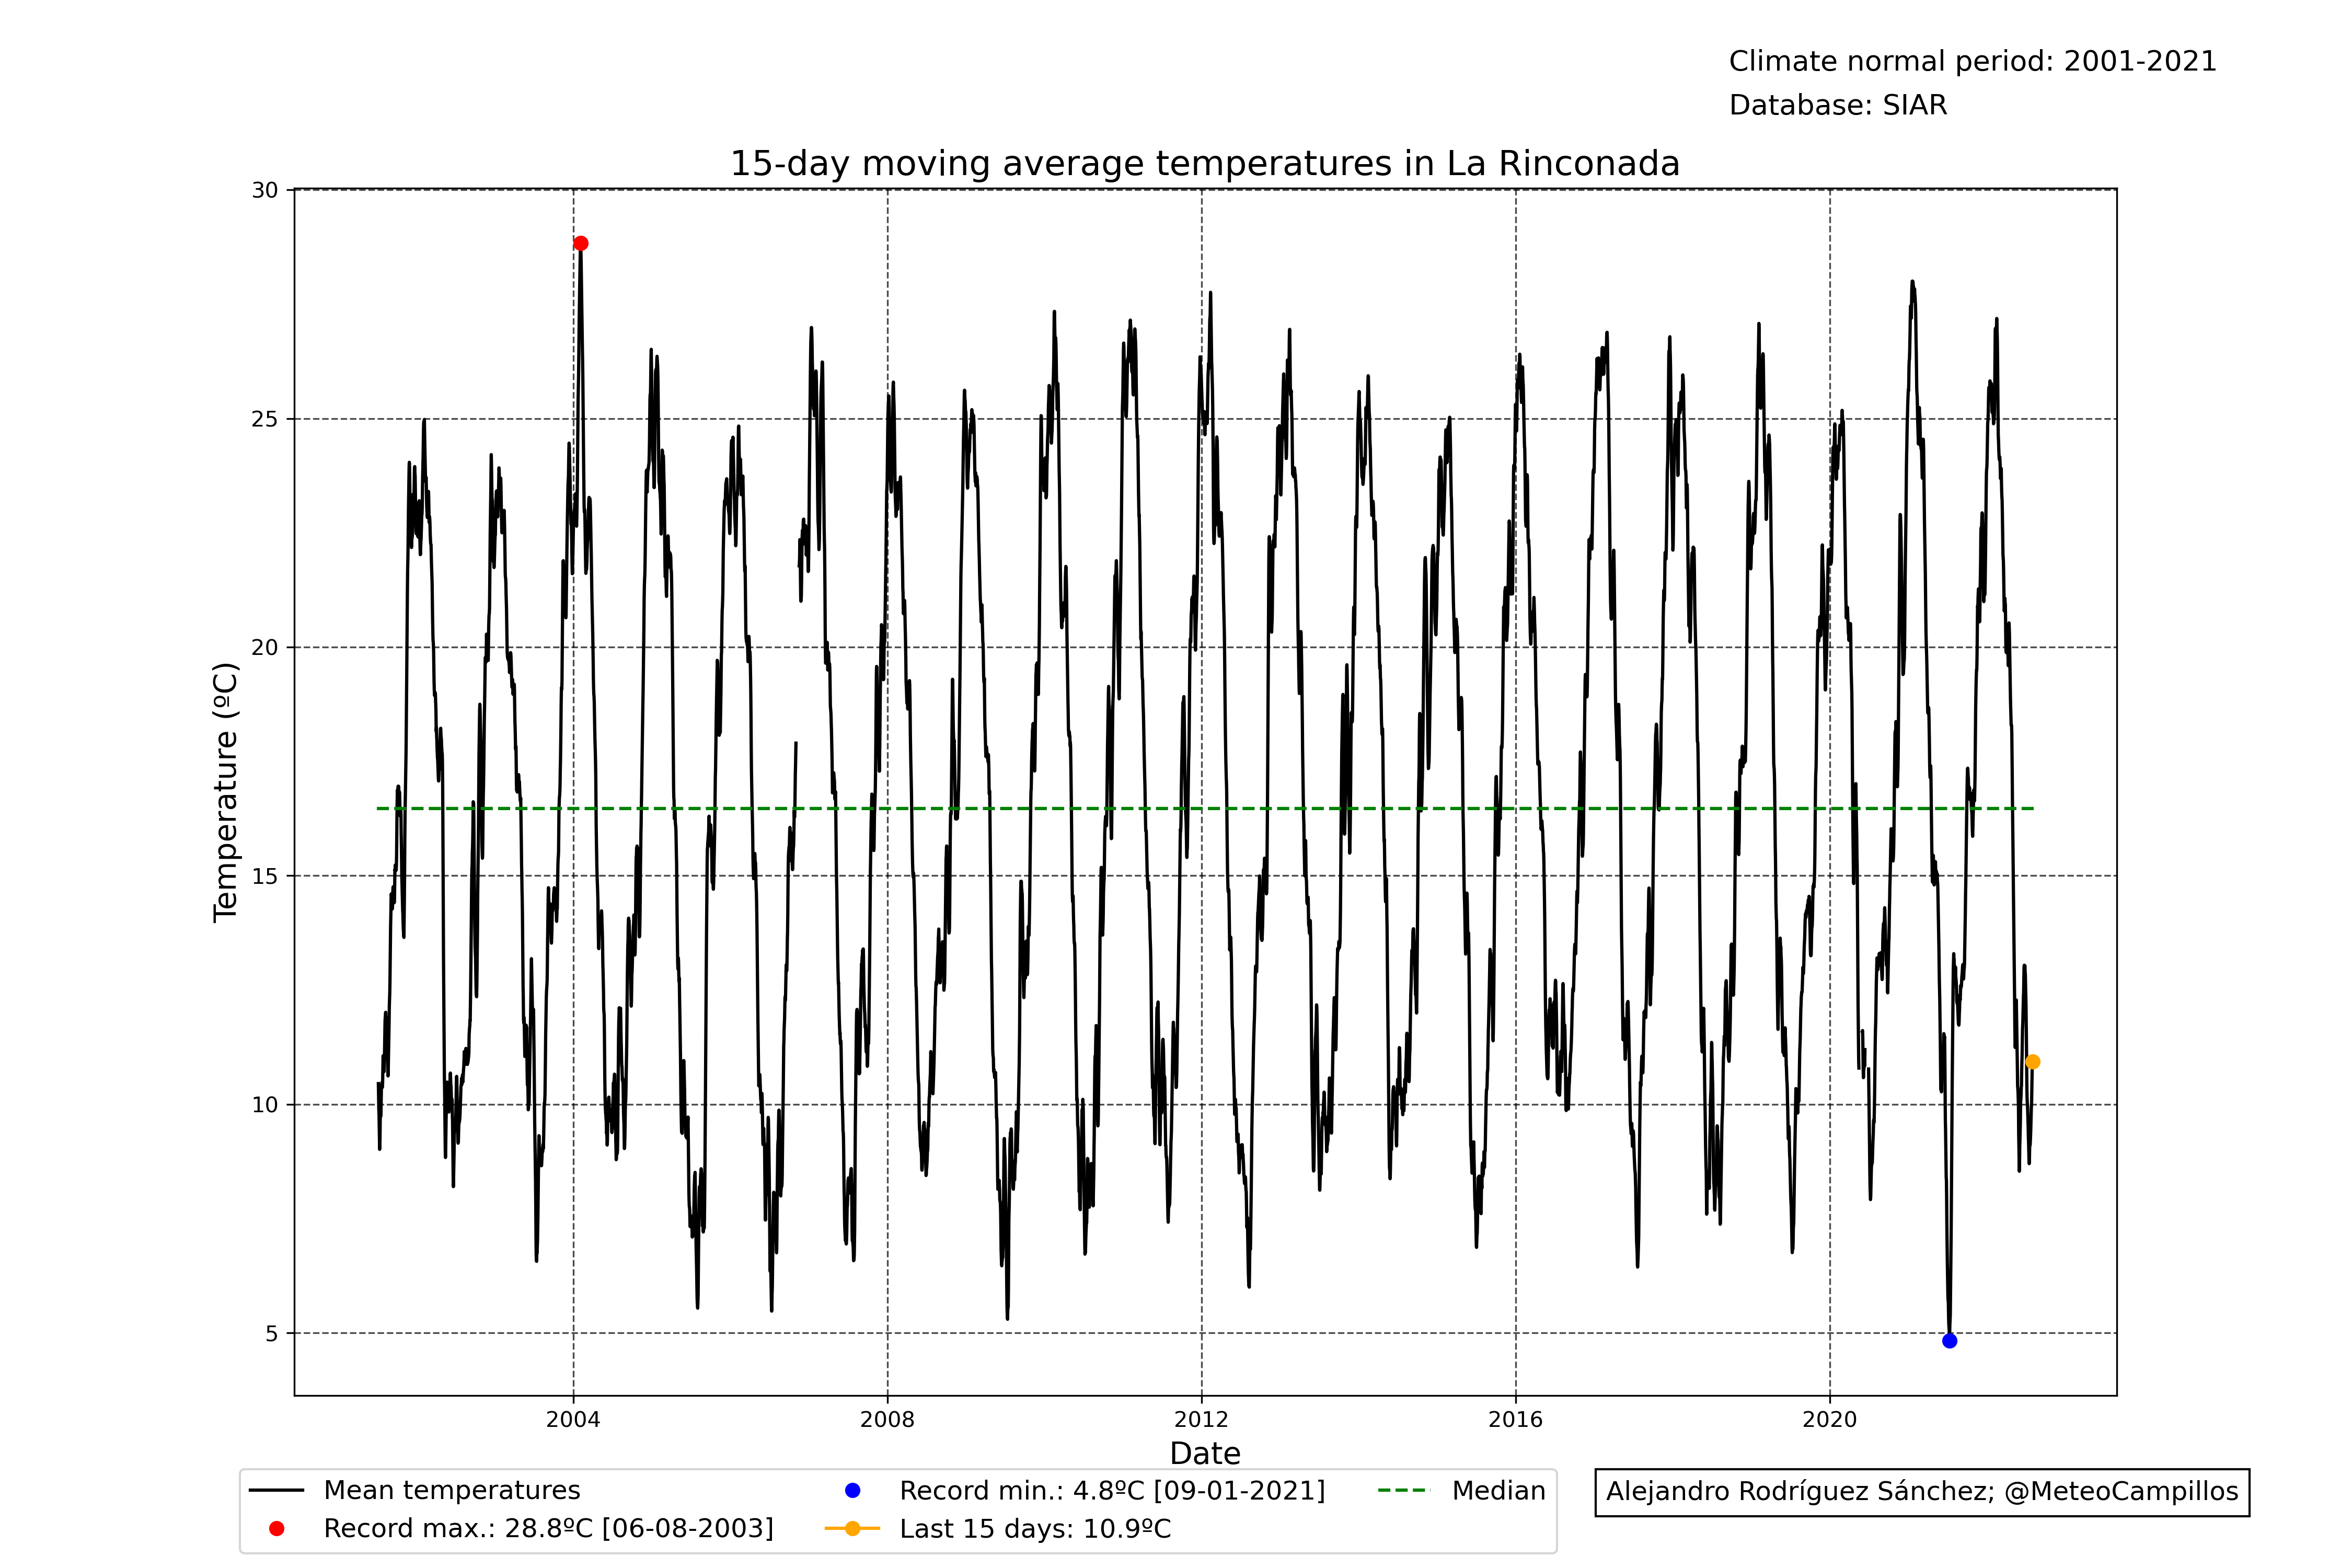 Climate normal period: 2001-2021
Database: SIAR
15-day moving average temperatures in La Rinconada
30
25
20
15
10
5
Temperature (ºC)
2004 2008 2012 2016 2020
Date
Mean temperatures
Record max.: 28.8ºC [06-08-2003]
Record min.: 4.8ºC [09-01-2021]
Last 15 days: 10.9ºC
Median
Alejandro Rodríguez Sánchez; @MeteoCampillos